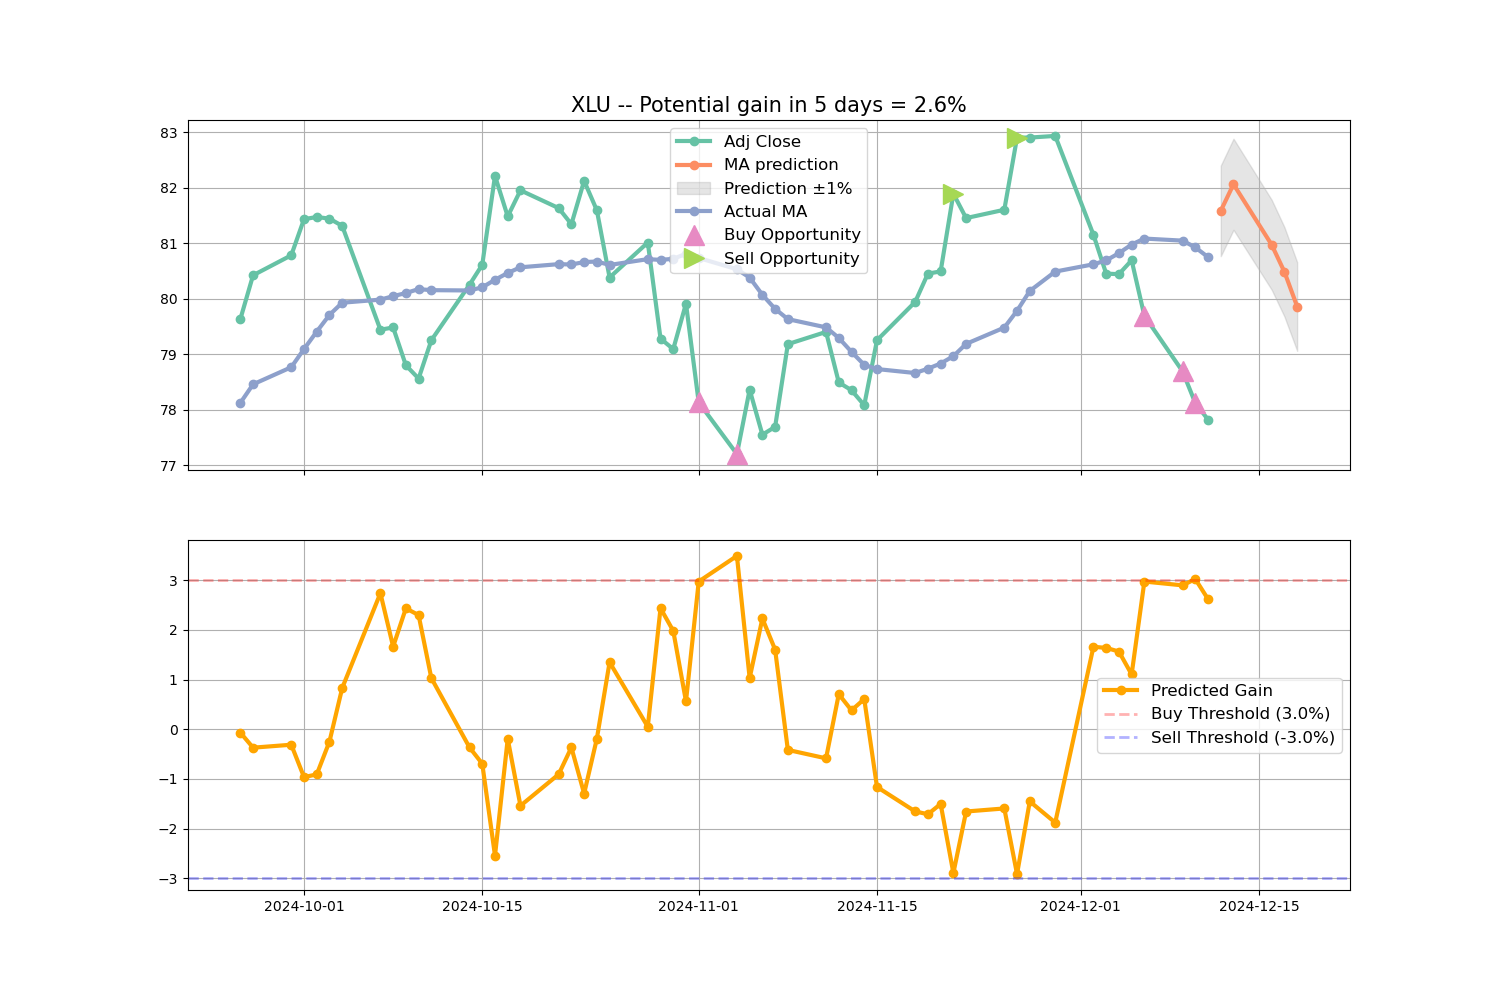 XLU -- Potential gain in 5 days = 2.6%
83
82
81
80
79
78
77
Adj Close
MA prediction
Prediction ±1%
Actual MA
Buy Opportunity
Sell Opportunity
3
2
1
0
−1
−2
−3
Predicted Gain
Buy Threshold (3.0%)
Sell Threshold (-3.0%)
2024-10-01
2024-10-15
2024-11-01
2024-11-15
2024-12-01
2024-12-15